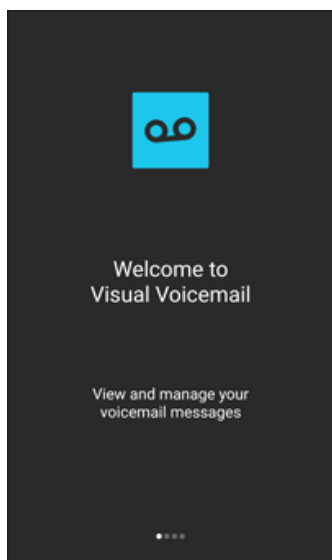 Welcome to
Visual Voicemail
View and manage your
voicemail messages